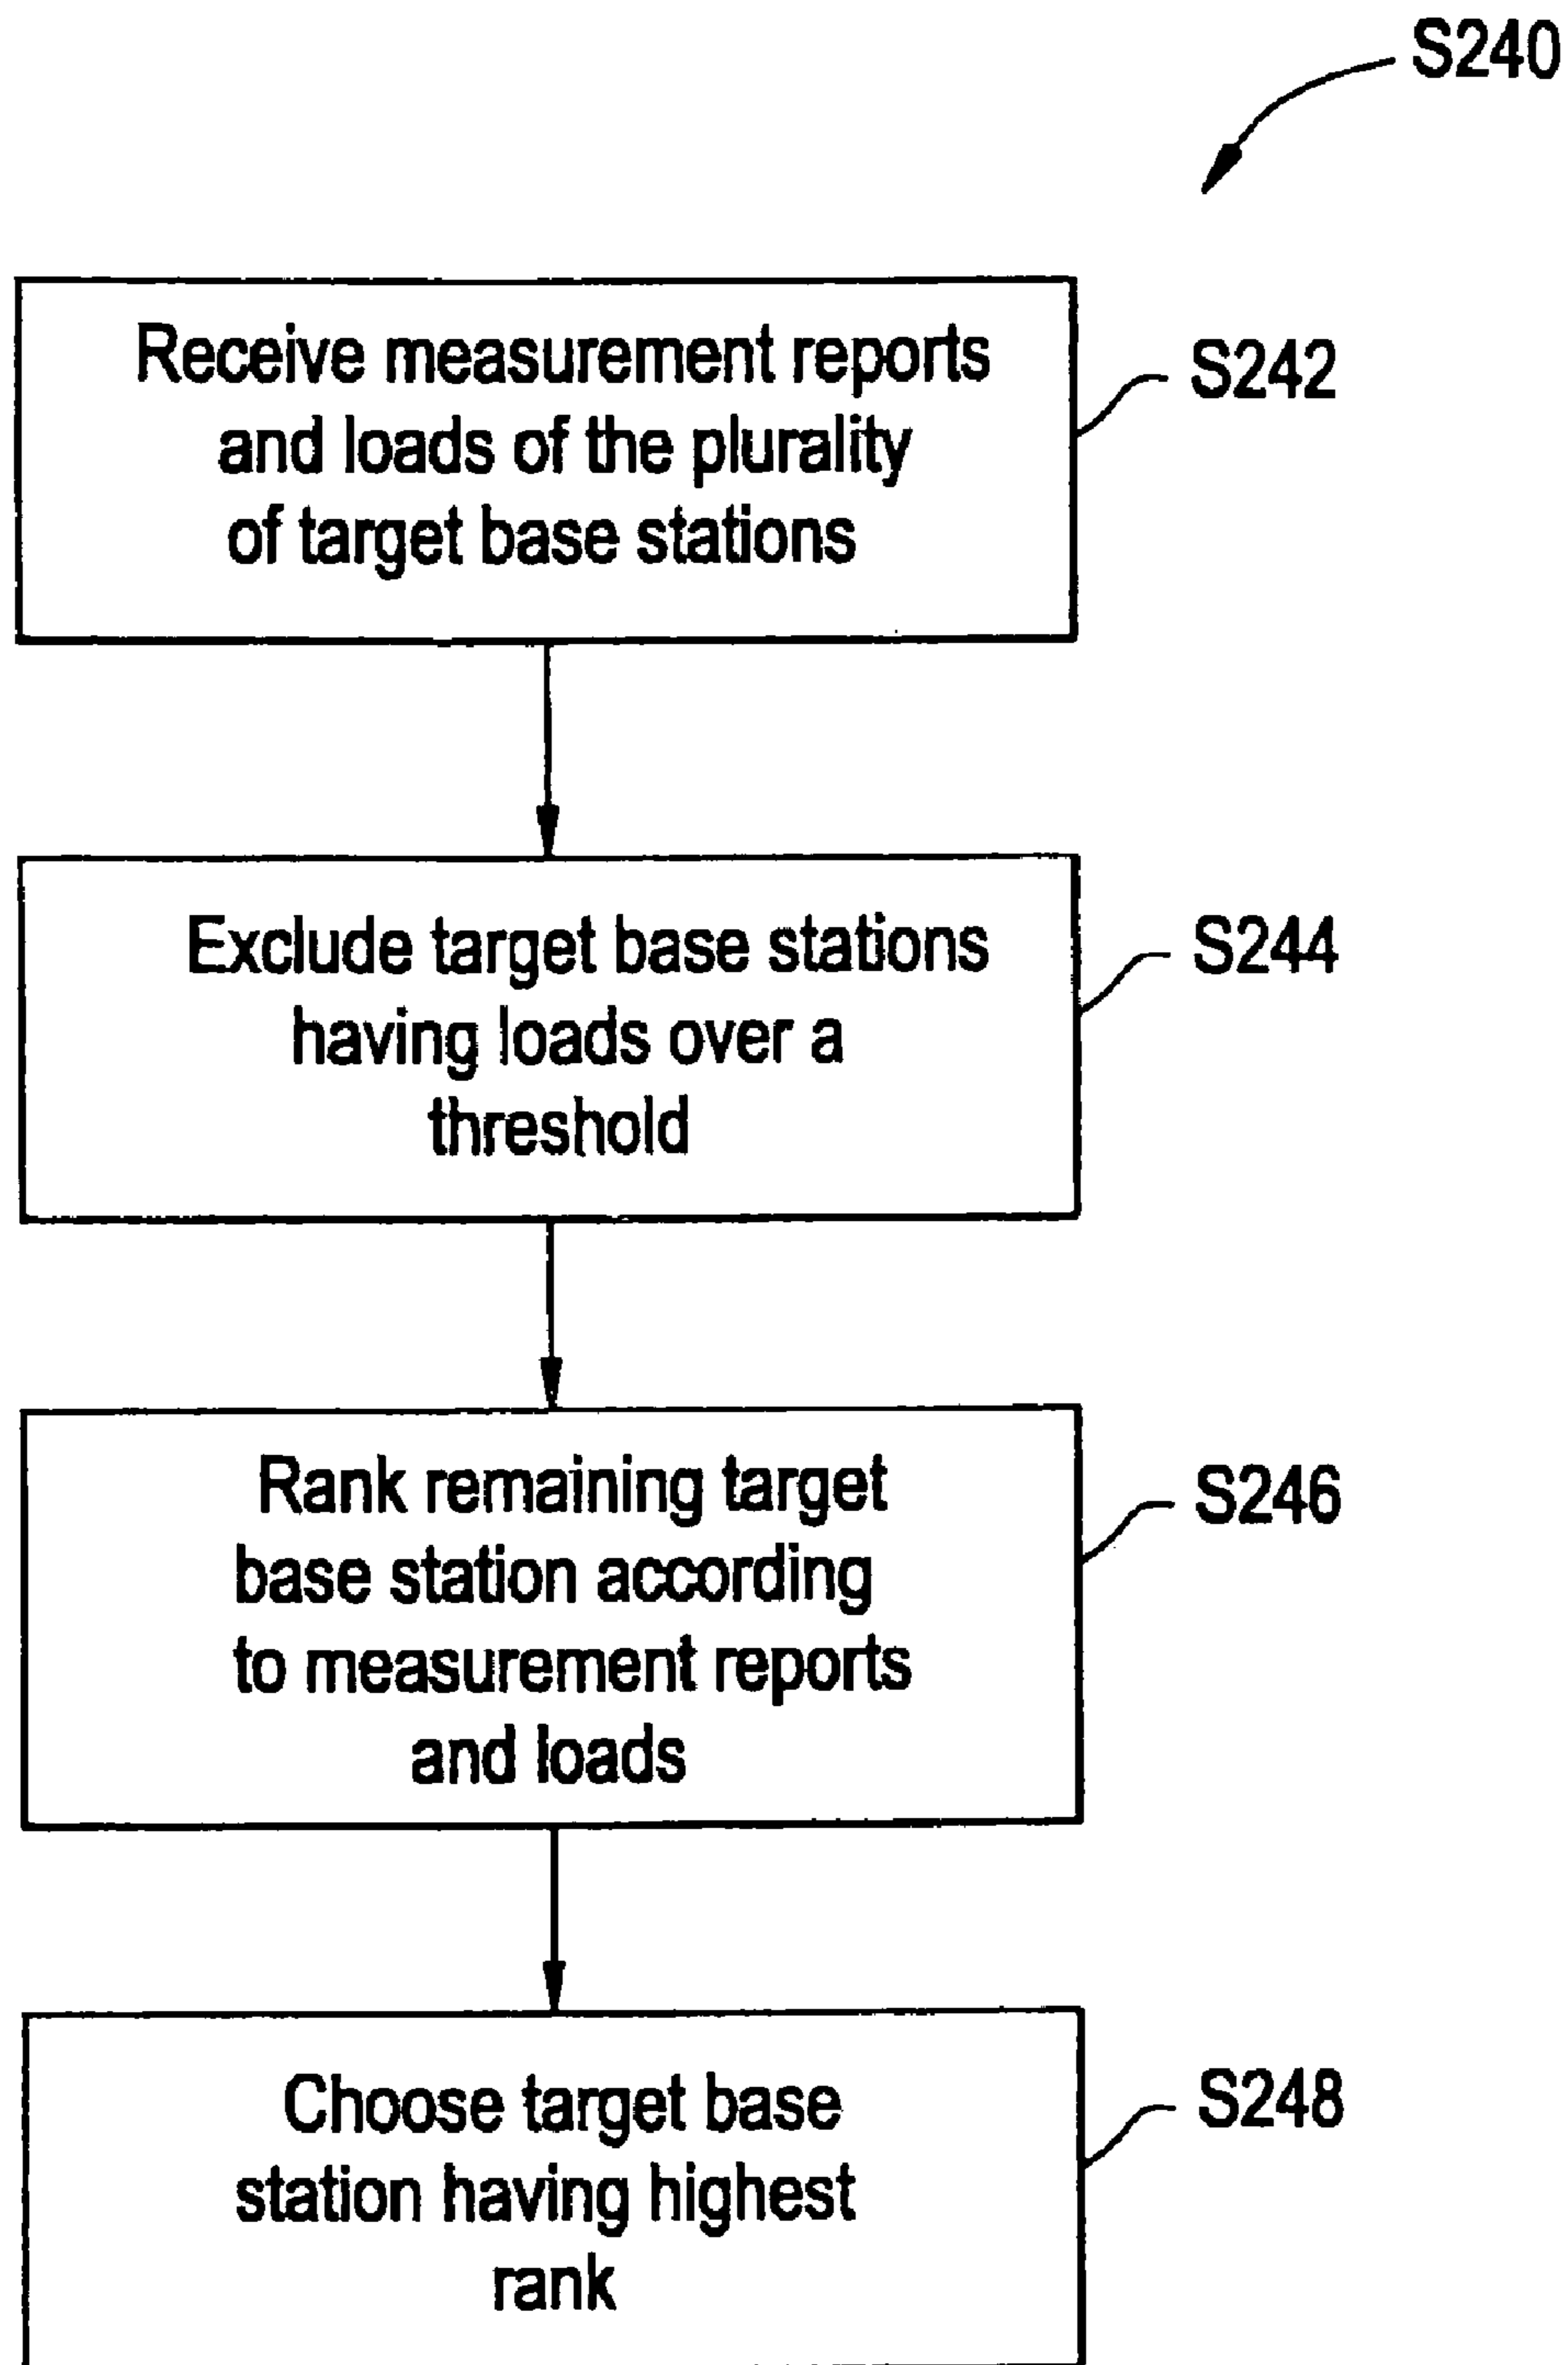 S240
Receive measurement reports
and loads of the plurality
of target base stations
S242
Exclude target base stations
having loads over a
threshold
S244
Rank remaining target
base station according
to measurement reports
and loads
S246
Choose target base
station having highest
rank
S248